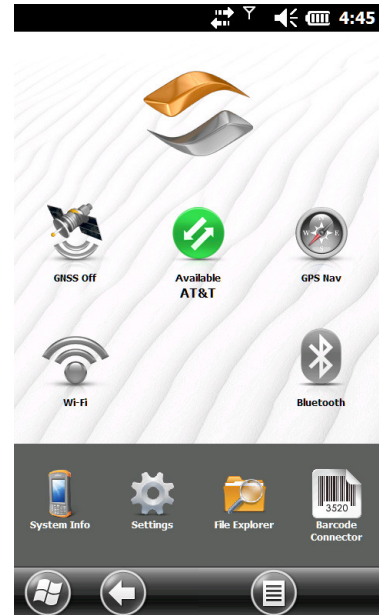 4:45
GNSS Off
Available
AT&T
GPS Nav
W E
Wi-Fi
Bluetooth
System Info
Settings
File Explorer
3520
Barcode
Connector